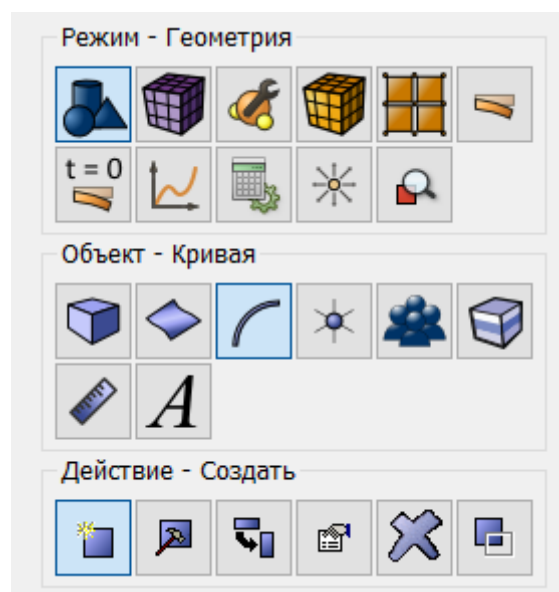 Режим - Геометрия
t = 0
Объект - Кривая
A
Действие - Создать